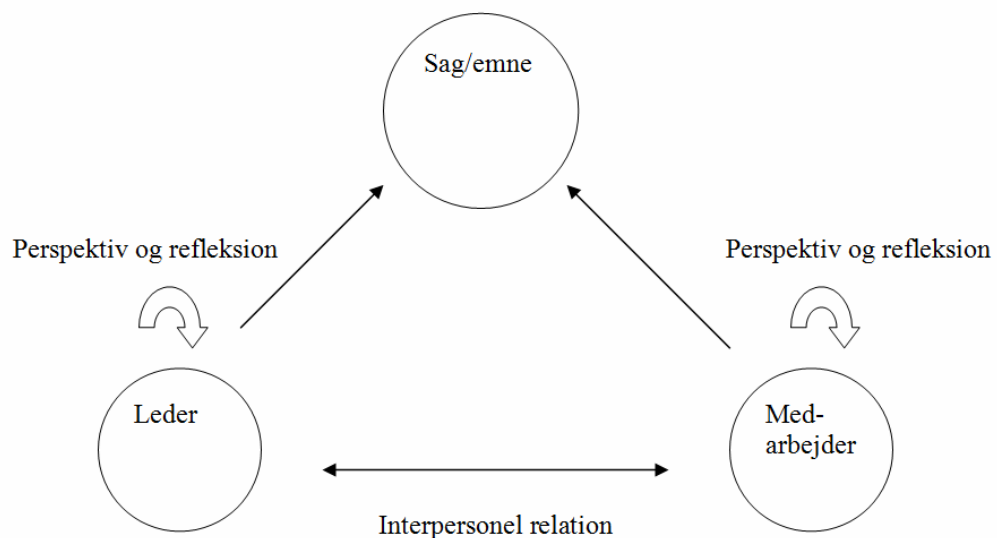 Sag/emne
Perspektiv og refleksion
Perspektiv og refleksion
Leder
Med-
arbejder
Interpersonel relation